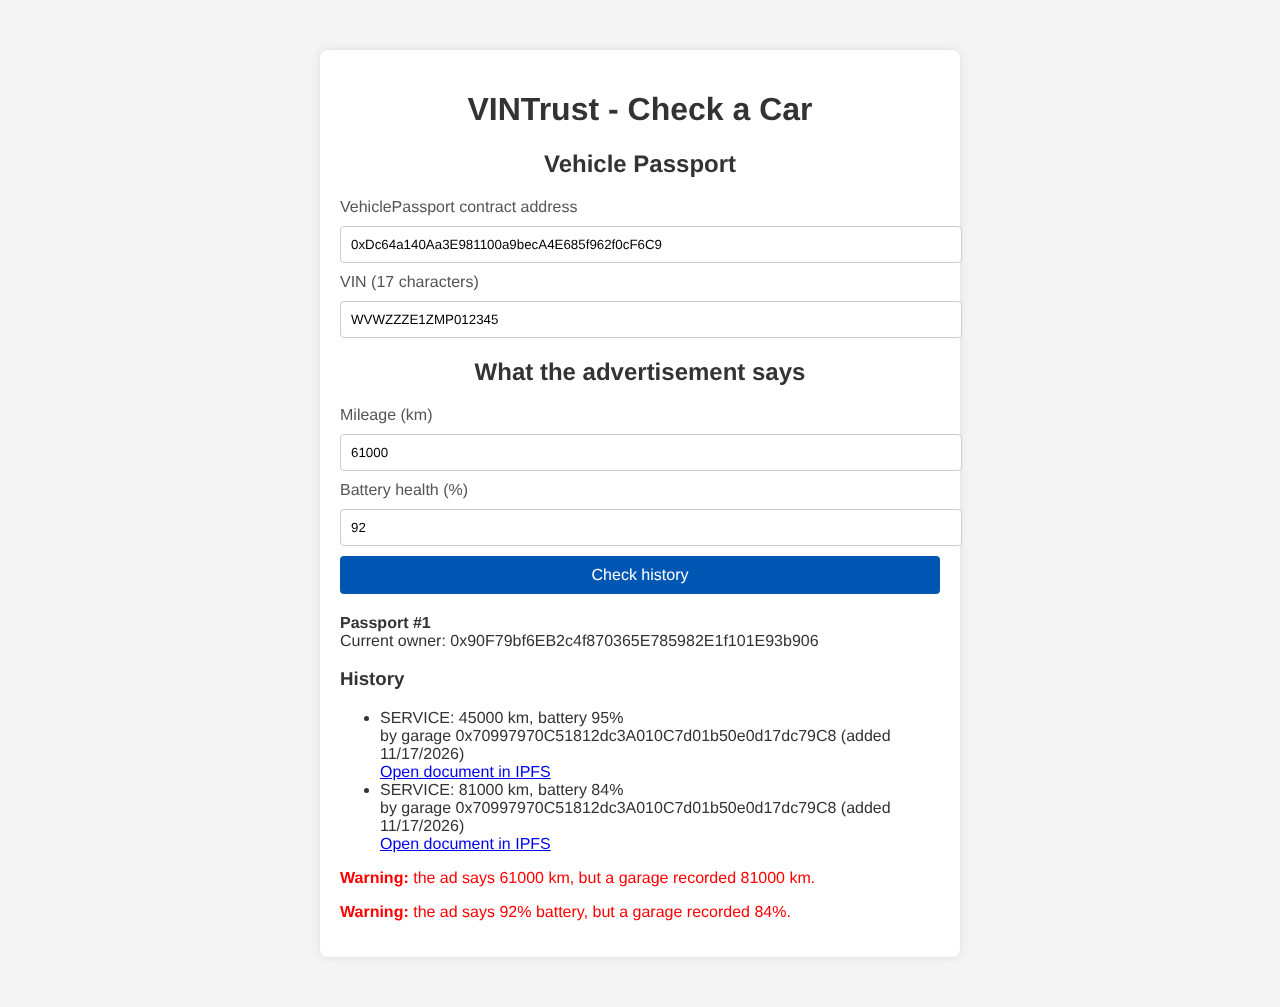 VINTrust - Check a Car
Vehicle Passport
VehiclePassport contract address
0xDc64a140Aa3E981100a9becA4E685f962f0cF6C9
VIN (17 characters)
WVWZZZE1ZMP012345
What the advertisement says
Mileage (km)
61000
Battery health (%)
92
Check history
Passport #1
Current owner: 0x90F79bf6EB2c4f870365E785982E1f101E93b906
History
SERVICE: 45000 km, battery 95%
by garage 0x70997970C51812dc3A010C7d01b50e0d17dc79C8 (added
11/17/2026)
Open document in IPFS
SERVICE: 81000 km, battery 84%
by garage 0x70997970C51812dc3A010C7d01b50e0d17dc79C8 (added
11/17/2026)
Open document in IPFS
Warning: the ad says 61000 km, but a garage recorded 81000 km.
Warning: the ad says 92% battery, but a garage recorded 84%.